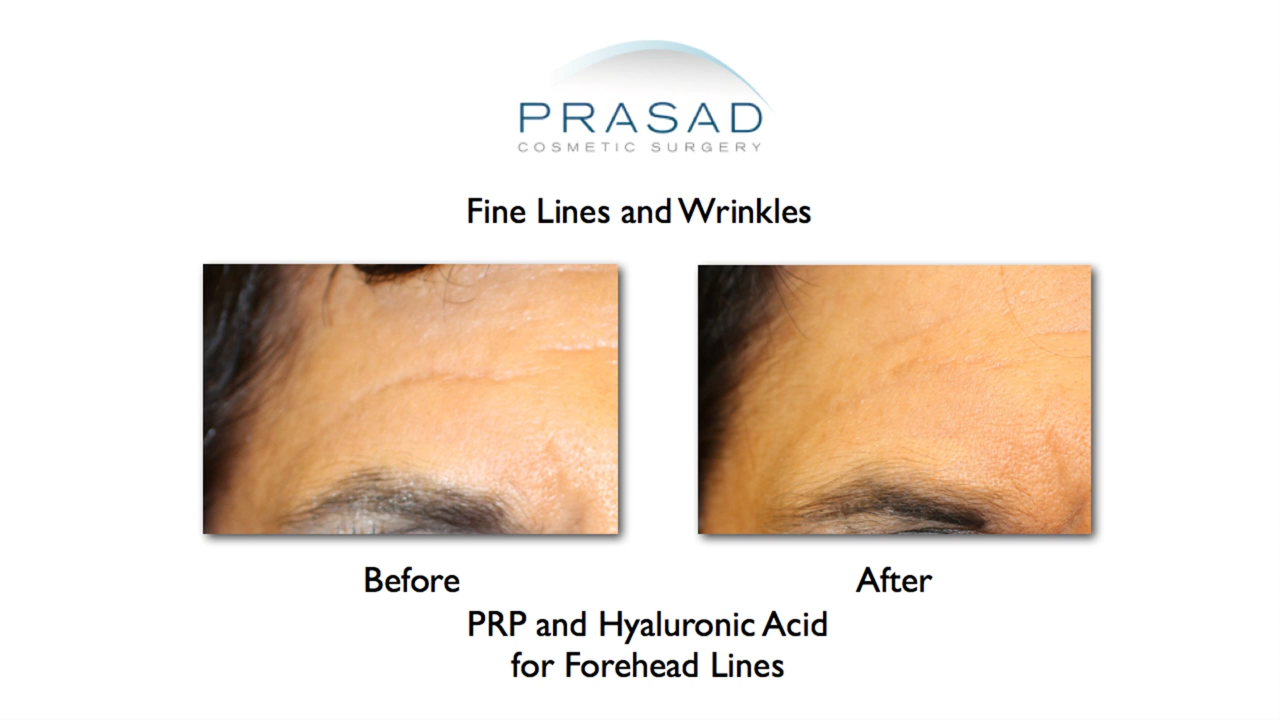 PRASAD
COSMETIC SURGERY
Fine Lines and Wrinkles
Before
After
PRP and Hyaluronic Acid
for Forehead Lines